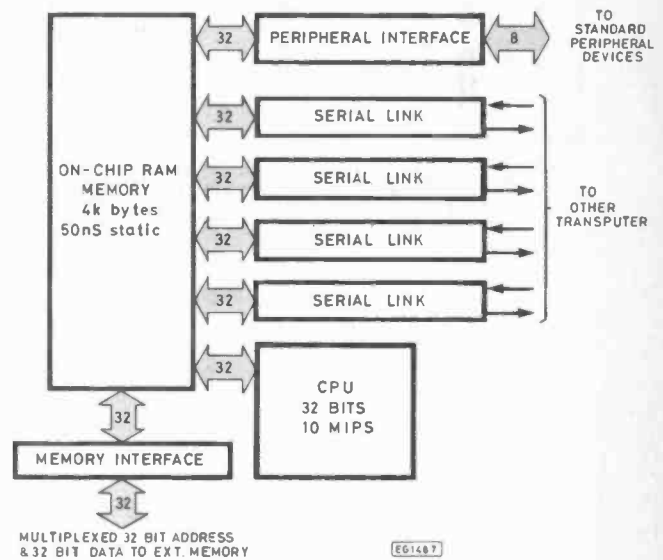 TO
STANDARD
PERIPHERAL
DEVICES
32
PERIPHERAL INTERFACE
8
32
SERIAL LINK
ON-CHIP RAM
MEMORY
4k bytes
50nS static
32
SERIAL LINK
TO
OTHER
TRANSPUTER
32
SERIAL LINK
32
SERIAL LINK
32
CPU
32 BITS
10 MIPS
32
MEMORY INTERFACE
32
MULTIPLEXED 32 BIT ADDRESS
& 32 BIT DATA TO EXT. MEMORY
EG1487